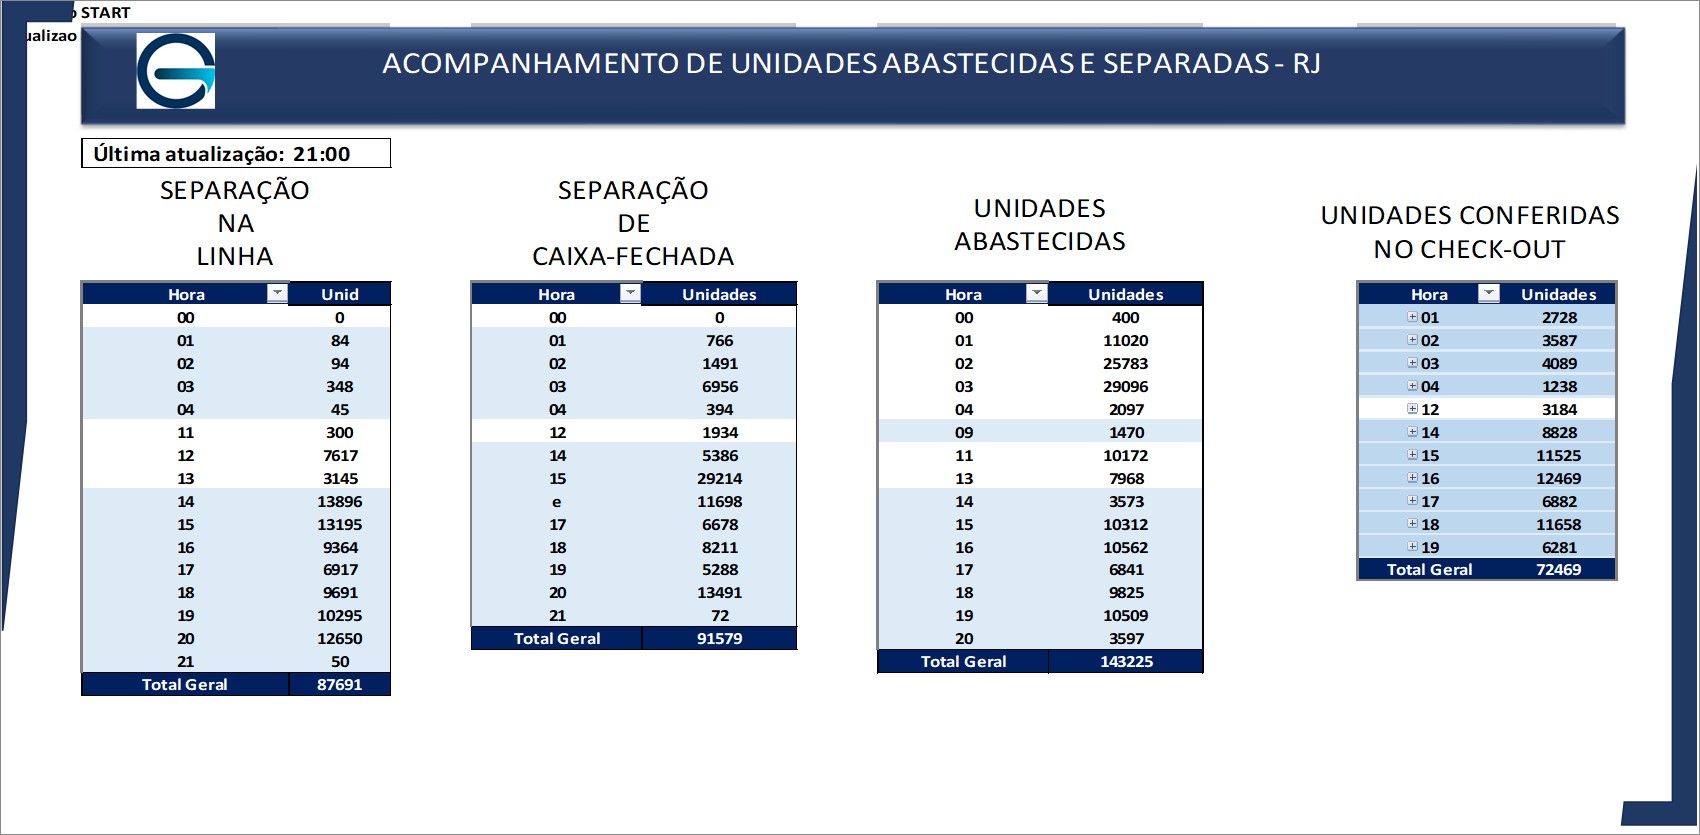 START
ualizao
ACOMPANHAMENTO DE UNIDADES ABASTECIDAS E SEPARADAS - RJ
Última atualização: 21:00
SEPARAÇÃO
NA
LINHA
Hora Unid
00 0
01 84
02 94
03 348
04 45
11 300
12 7617
13 3145
14 13896
15 13195
16 9364
17 6917
18 9691
19 10295
20 12650
21 50
Total Geral 87691
SEPARAÇÃO
DE
CAIXA-FECHADA
Hora Unidades
00 0
01 766
02 1491
03 6956
04 394
12 1934
14 5386
15 29214
e 11698
17 6678
18 8211
19 5288
20 13491
21 72
Total Geral 91579
UNIDADES
ABASTECIDAS
Hora Unidades
00 400
01 11020
02 25783
03 29096
04 2097
09 1470
11 10172
13 7968
14 3573
15 10312
16 10562
17 6841
18 9825
19 10509
20 3597
Total Geral 143225
UNIDADES CONFERIDAS
NO CHECK-OUT
Hora Unidades
01 2728
02 3587
03 4089
04 1238
12 3184
14 8828
15 11525
16 12469
17 6882
18 11658
19 6281
Total Geral 72469